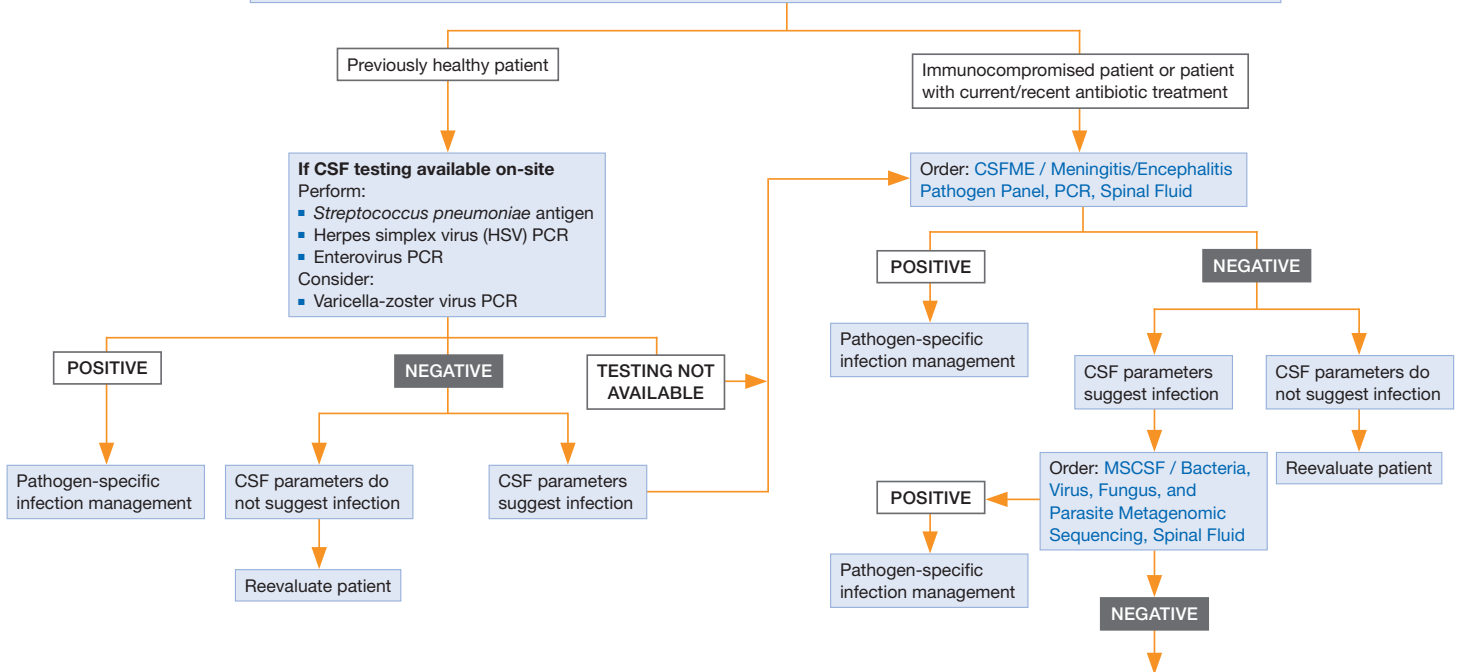 Previously healthy patient
Immunocompromised patient or patient
with current/recent antibiotic treatment
If CSF testing available on-site
Perform:
▪ Streptococcus pneumoniae antigen
▪ Herpes simplex virus (HSV) PCR
▪ Enterovirus PCR
Consider:
▪ Varicella-zoster virus PCR
Order: CSFME / Meningitis/Encephalitis
Pathogen Panel, PCR, Spinal Fluid
POSITIVE
NEGATIVE
TESTING NOT
AVAILABLE
Pathogen-specific
infection management
CSF parameters do
not suggest infection
CSF parameters
suggest infection
Reevaluate patient
POSITIVE
NEGATIVE
Pathogen-specific
infection management
CSF parameters
suggest infection
CSF parameters do
not suggest infection
Order: MSCSF / Bacteria,
Virus, Fungus, and
Parasite Metagenomic
Sequencing, Spinal Fluid
Reevaluate patient
POSITIVE
Pathogen-specific
infection management
NEGATIVE